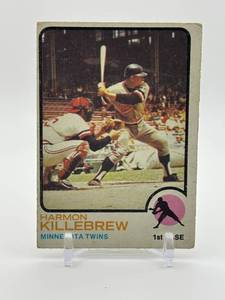 HARMON
KILLEBREW
MINNESOTA TWINS
1st BASE